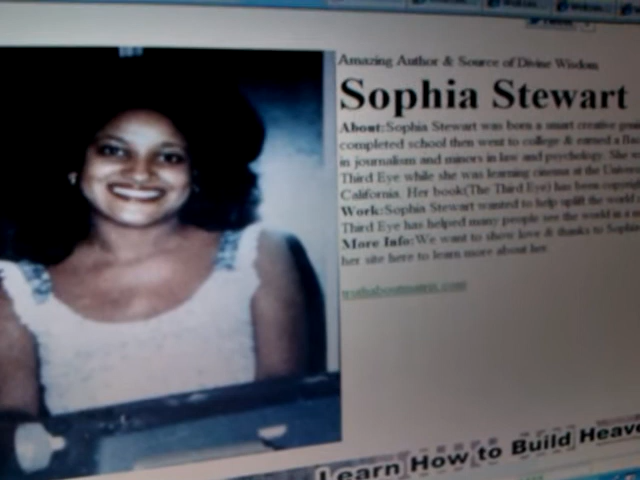 Amazing Author & Source of Divine Wisdom
Sophia Stewart
About:Sophia Stewart was born a smart creative
completed school then went to college & earned a
in journalism and minors in law and psychology. She
Third Eye while she was learning cinema at the
California. Her book(The Third Eye) has been
Work:Sophia Stewart wanted to help uplift the world
Third Eye has helped many people see the world in a
More Info:We want to show love & thanks to
her site here to learn more about her.
Learn How to Build